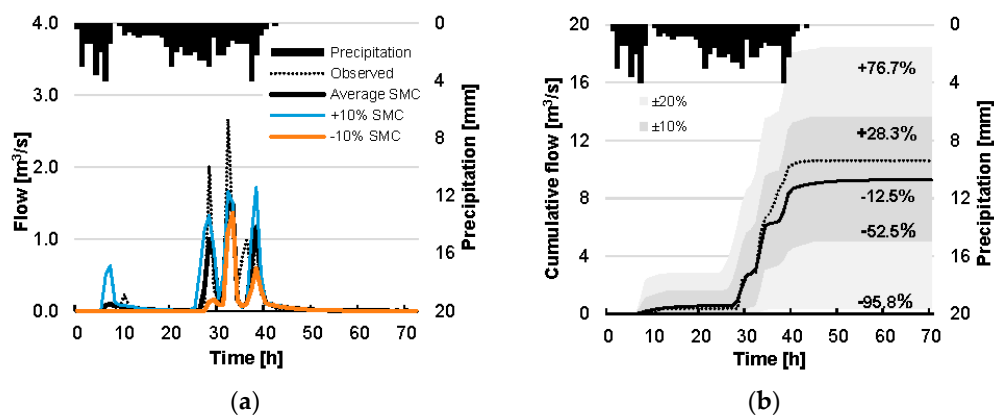 4.0
3.0
2.0
1.0
0.0
Flow [m³/s]
0
4
8
12
16
20
Precipitation [mm]
Precipitation
Observed
Average SMC
+10% SMC
-10% SMC
0 10 20 30 40 50 60 70
Time [h]
(a)
20
16
12
8
4
0
Cumulative flow [m³/s]
0
4
8
12
16
20
Precipitation [mm]
±20%
±10%
+76.7%
+28.3%
-12.5%
-52.5%
-95.8%
0 10 20 30 40 50 60 70
Time [h]
(b)